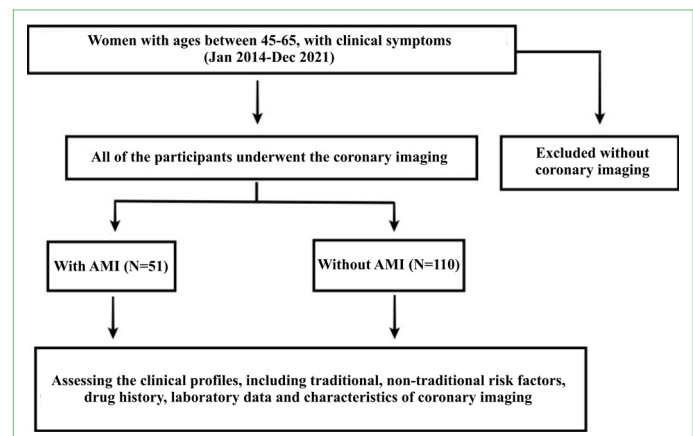 Women with ages between 45-65, with clinical symptoms
(Jan 2014-Dec 2021)
All of the participants underwent the coronary imaging
Excluded without
coronary imaging
With AMI (N=51)
Without AMI (N=110)
Assessing the clinical profiles, including traditional, non-traditional risk factors,
drug history, laboratory data and characteristics of coronary imaging